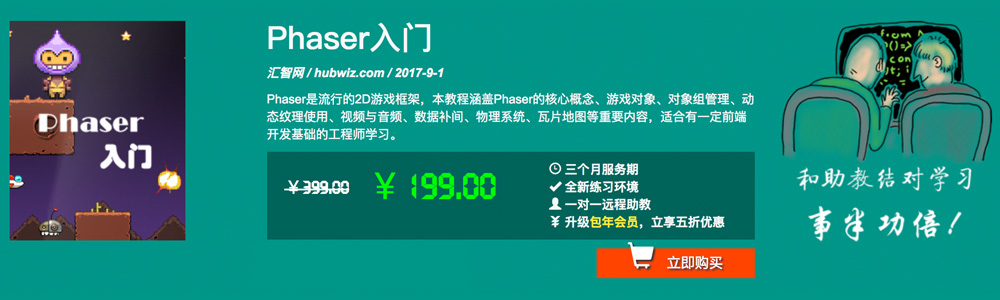 Phaser
入门
Phaser入门
汇智网 / hubwiz.com / 2017-9-1
Phaser是流行的2D游戏框架，本教程涵盖Phaser的核心概念、游戏对象、对象组管理、动
态纹理使用、视频与音频、数据补间、物理系统、瓦片地图等重要内容，适合有一定前端
开发基础的工程师学习。
￥399.00
￥199.00
三个月服务期
全新练习环境
一对一远程助教
￥ 升级包年会员，立享五折优惠
立即购买
和助教结对学习
事半功倍！